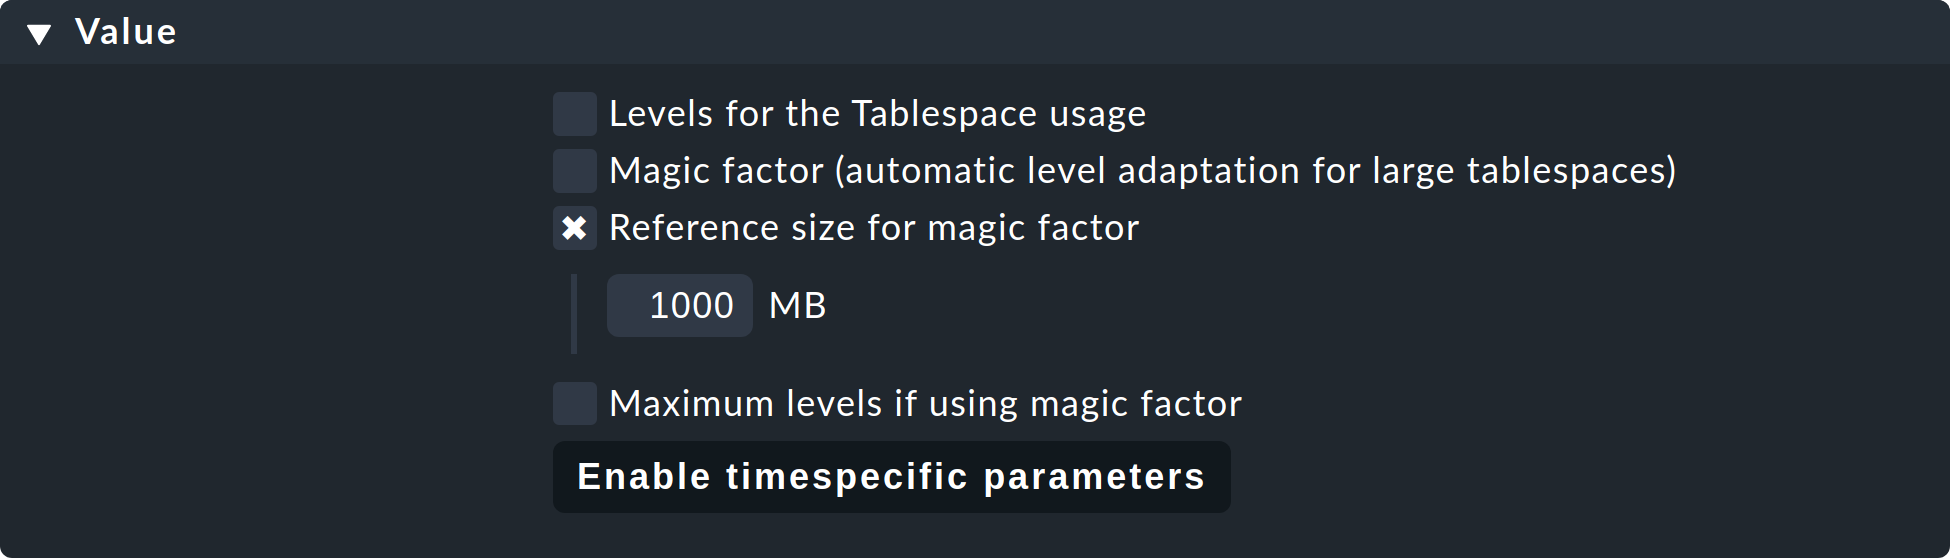 Value
Levels for the Tablespace usage
Magic factor (automatic level adaptation for large tablespaces)
Reference size for magic factor
1000 MB
Maximum levels if using magic factor
Enable timespecific parameters